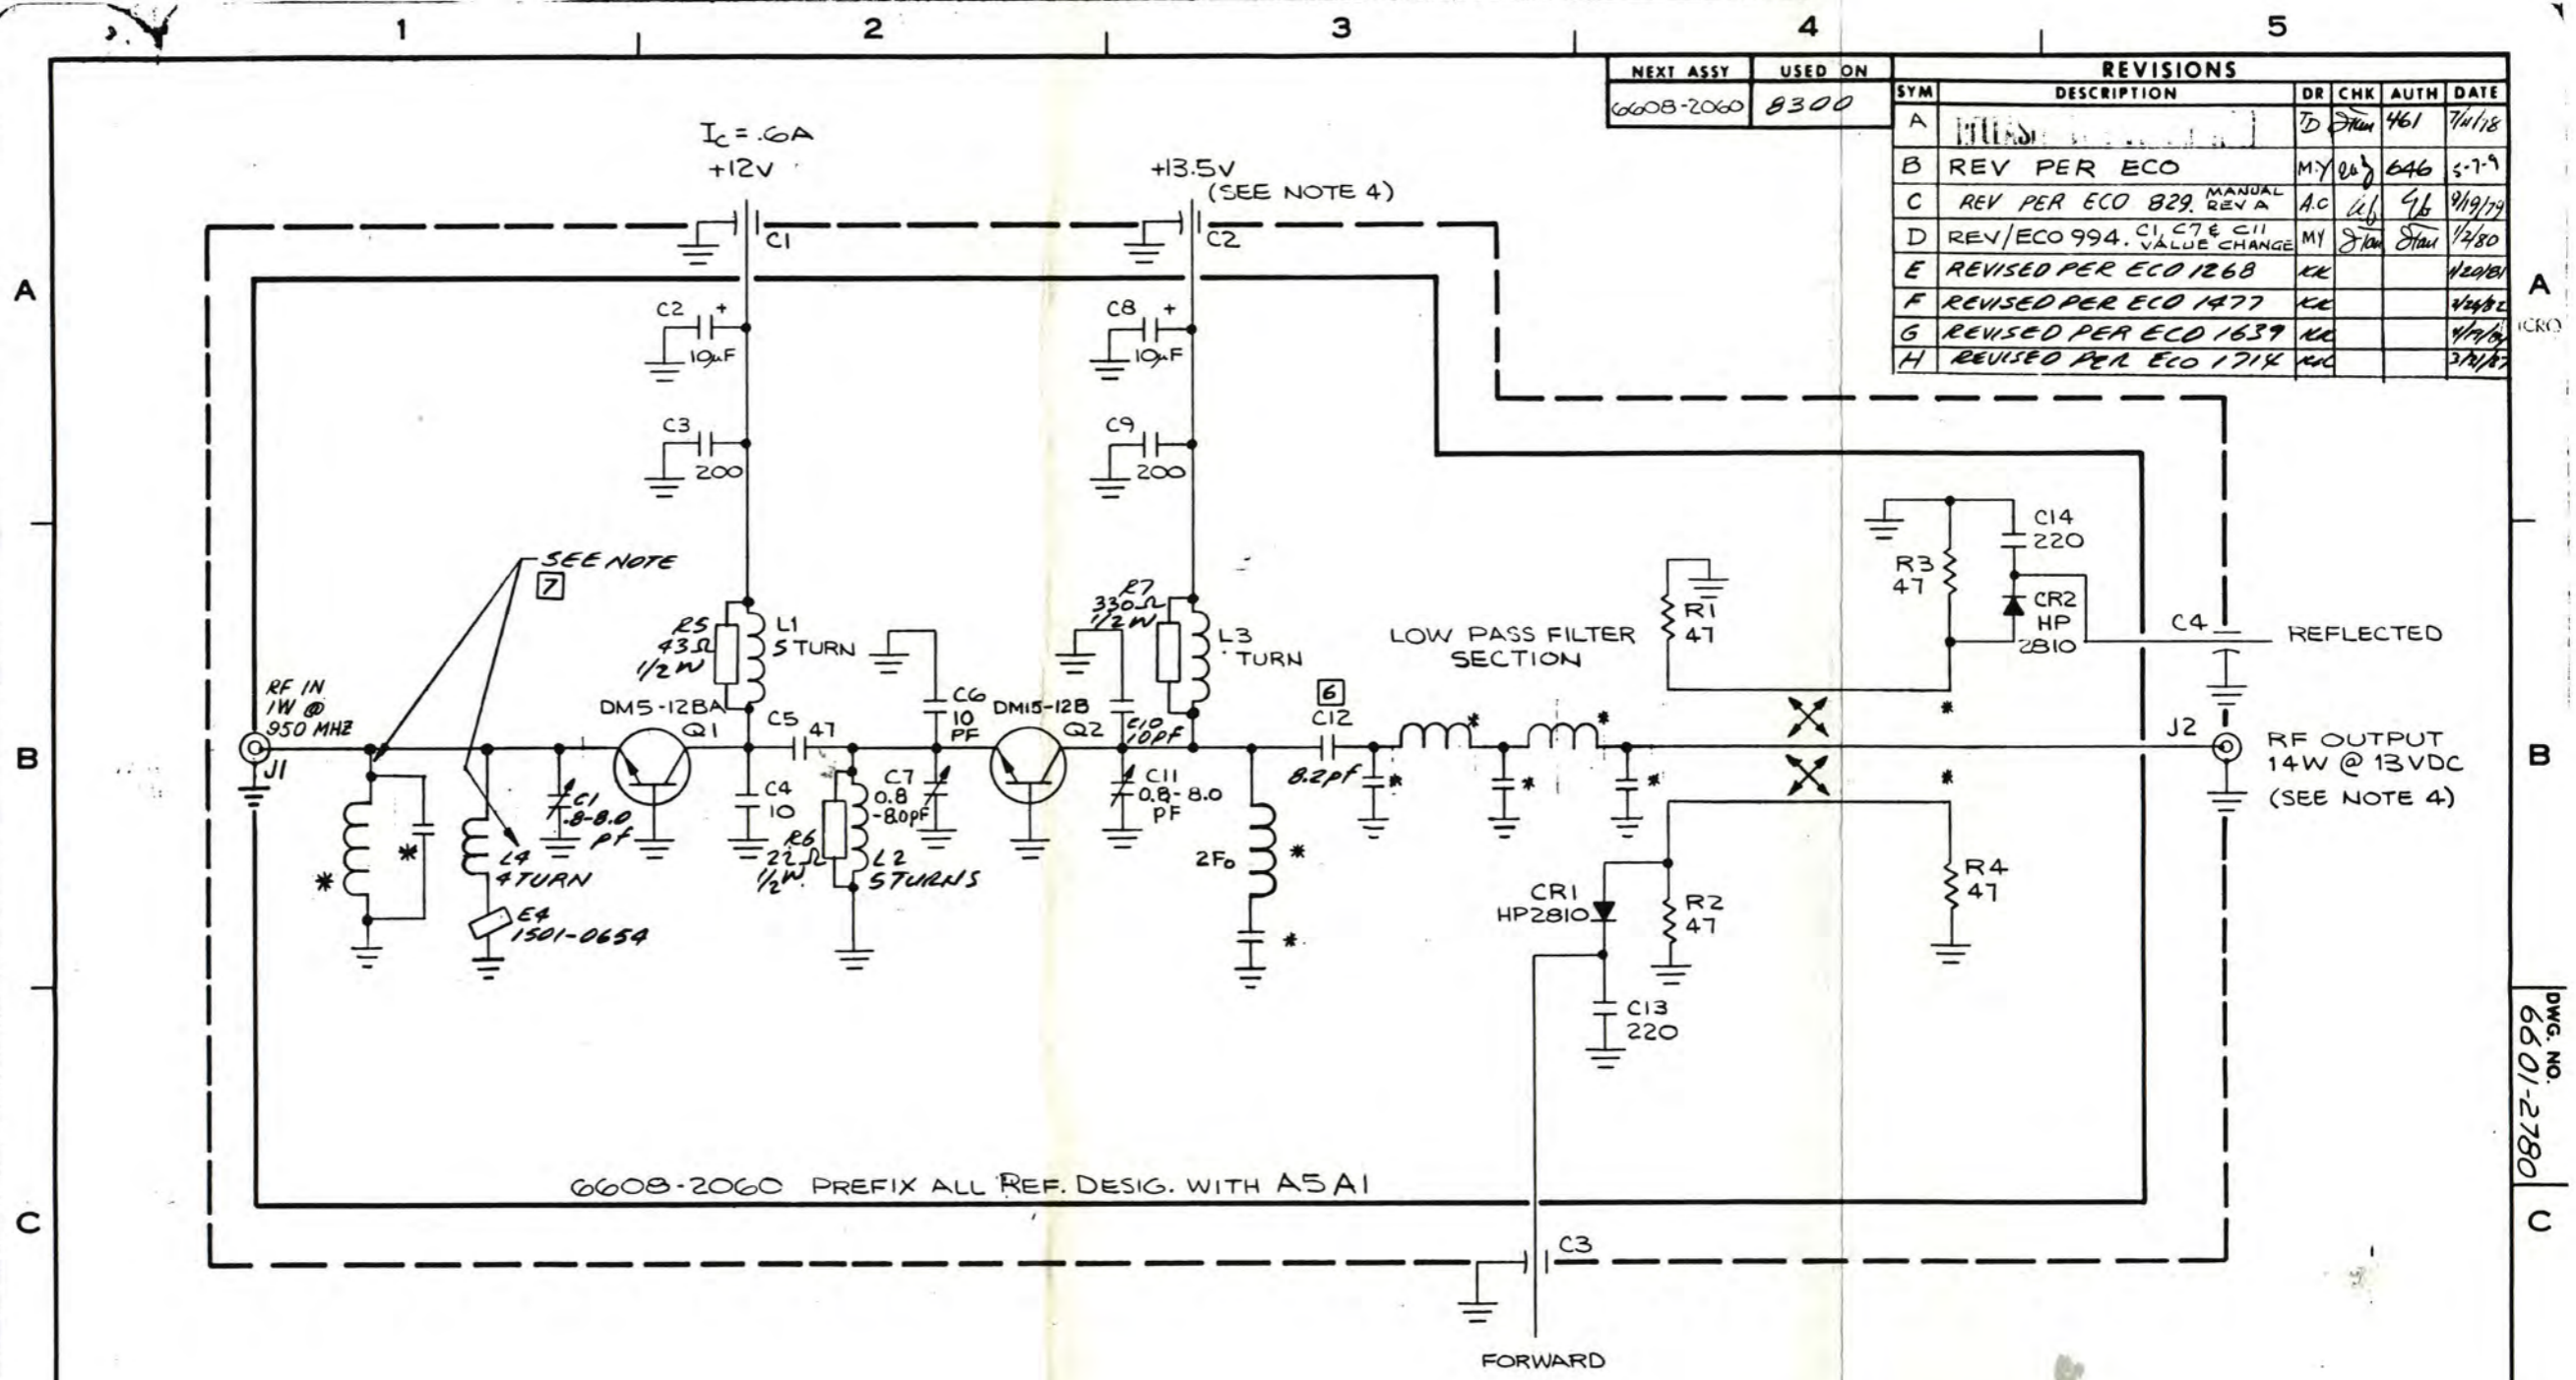 1 2 3 4 5
NEXT ASSY USED ON
6608-2060 8300
REVISIONS
SYM DESCRIPTION DR CHK AUTH DATE
A TD Stan 461
B REV PER ECO MY 646
C REV PER ECO 829. MANUAL REV A A.C 9/19/79
D REV/ECO 994. C1, C7 & C11 VALUE CHANGE MY Stan Stan 1/2/80
E REVISED PER ECO 1268 KK
F REVISED PER ECO 1477 KK
G REVISED PER ECO 1639 KK
H REVISED PER ECO 1714 KK
A
A
B
B
C
C
Ic = .6A
+12V
C1
+13.5V
(SEE NOTE 4)
C2
C2 +
10µF
C8 +
10µF
C3
200
C9
200
SEE NOTE
7
R5
43Ω
1/2W
L1
5 TURN
R7
330Ω
1/2W
L3
TURN
LOW PASS FILTER
SECTION
R1
47
R3
47
C14
220
CR2
HP
2810
C4
REFLECTED
RF IN
1W @
950 MHZ
J1
DM5-12BA
Q1
C5
47
C6
10
PF
DM15-12B
Q2
C10
10PF
6
C12
8.2pf
*
*
*
*
*
*
*
J2
RF OUTPUT
14W @ 13VDC
(SEE NOTE 4)
C1
.8-8.0
pf
C4
10
R6
22Ω
1/2W.
C7
0.8
-8.0PF
L2
5TURNS
C11
0.8-8.0
PF
2Fo
*
*
*
*
L4
4TURN
E4
1501-0654
CR1
HP2810
R2
47
R4
47
C13
220
6608-2060 PREFIX ALL REF. DESIG. WITH A5A1
C3
FORWARD
DWG. NO.
6601-2780